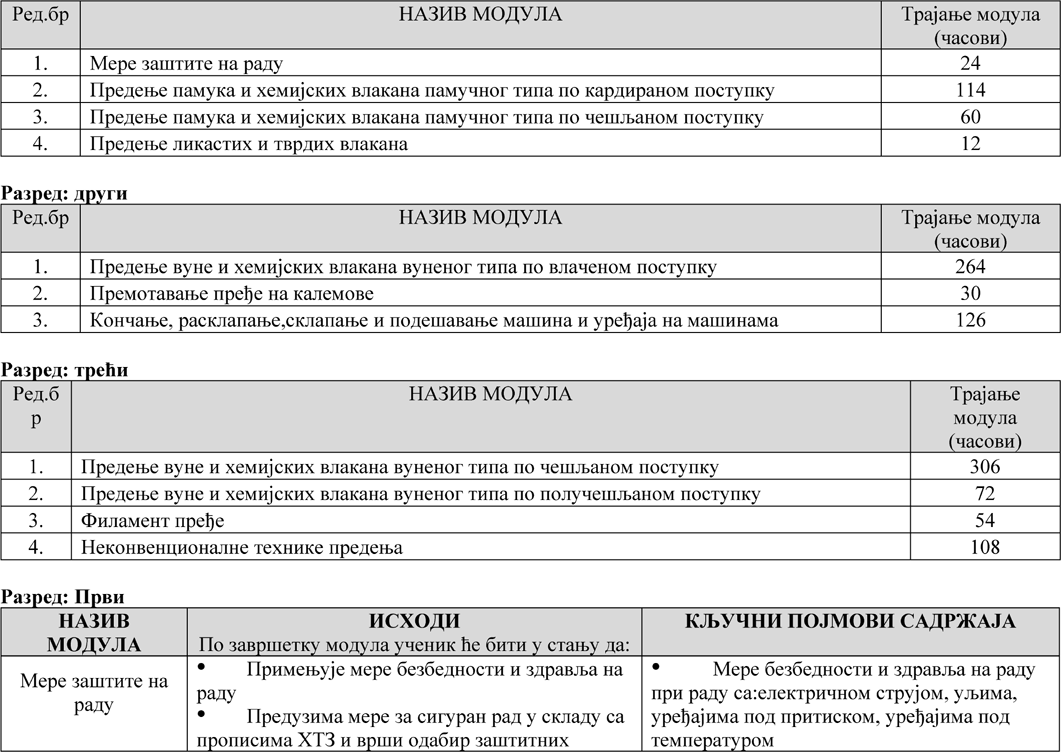 Ред.бр НАЗИВ МОДУЛА Трајање модула
(часови)
1. Мере заштите на раду 24
2. Предење памука и хемијских влакана памучног типа по кардираном поступку 114
3. Предење памука и хемијских влакана памучног типа по чешљаном поступку 60
4. Предење ликастих и тврдих влакана 12
Разред: други
Ред.бр НАЗИВ МОДУЛА Трајање модула
(часови)
1. Предење вуне и хемијских влакана вуненог типа по влаченом поступку 264
2. Премотавање пређе на калемове 30
3. Кончање, расклапање,склапање и подешавање машина и уређаја на машинама 126
Разред: трећи
Ред.б НАЗИВ МОДУЛА Трајање
р модула
(часови)
1. Предење вуне и хемијских влакана вуненог типа по чешљаном поступку 306
2. Предење вуне и хемијских влакана вуненог типа по получешљаном поступку 72
3. Филамент пређе 54
4. Неконвенционалне технике предења 108
Разред: Први
НАЗИВ ИСХОДИ КЉУЧНИ ПОЈМОВИ САДРЖАЈА
МОДУЛА По завршетку модула ученик ће бити у стању да:
Мере заштите на
раду
• Примењује мере безбедности и здравља на
раду
• Предузима мере за сигуран рад у складу са
прописима ХТЗ и врши одабир заштитних
• Мере безбедности и здравља на раду
при раду са:електричном струјом, уљима,
уређајима под притиском, уређајима под
температуром